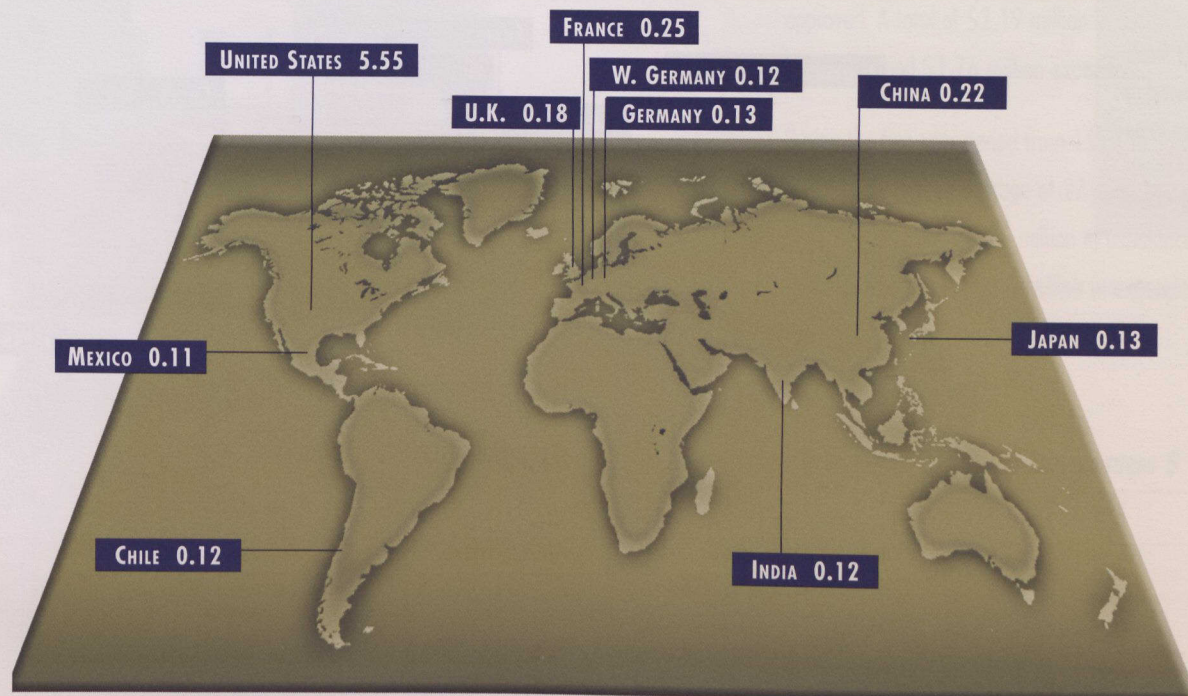 FRANCE 0.25
UNITED STATES 5.55
W. GERMANY 0.12
CHINA 0.22
U.K. 0.18
GERMANY 0.13
MEXICO 0.11
JAPAN 0.13
CHILE 0.12
INDIA 0.12